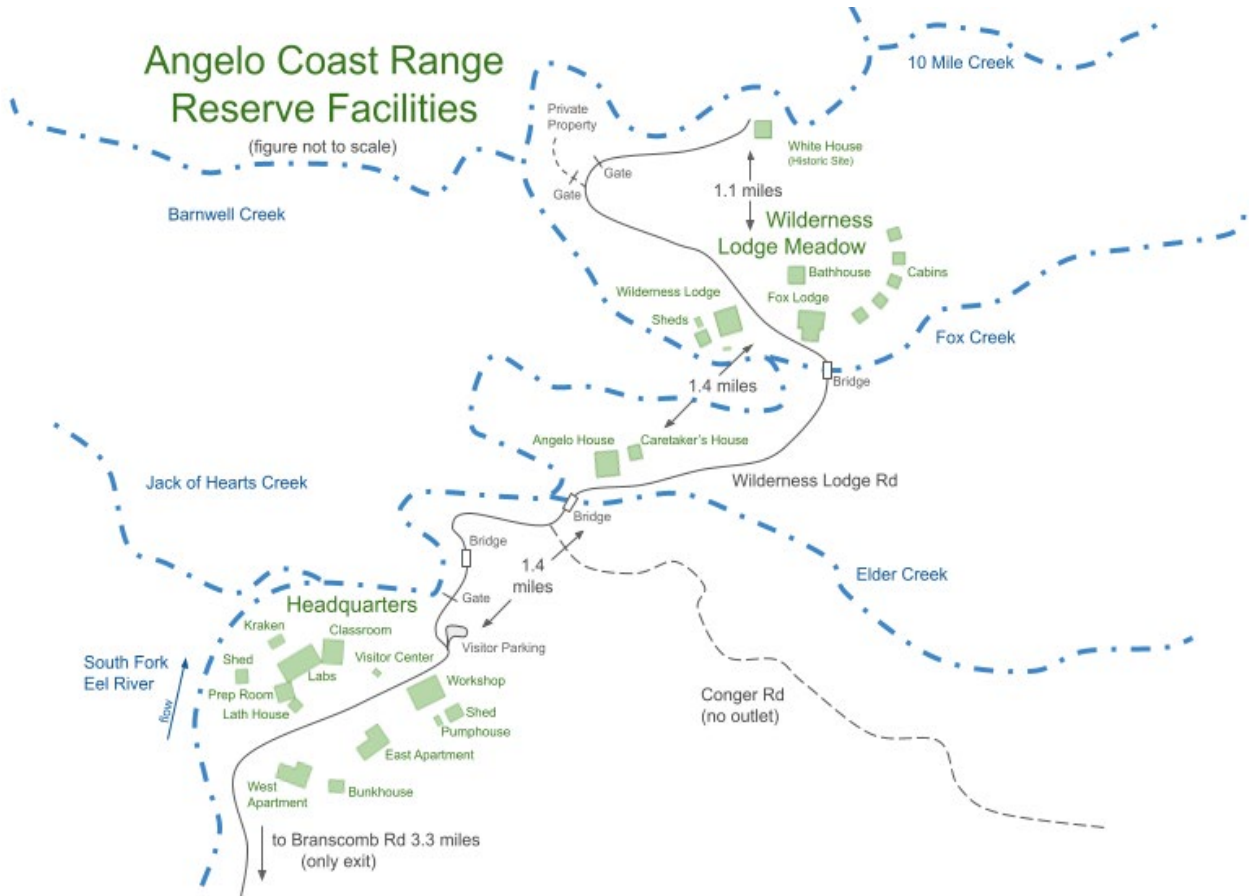 Angelo Coast Range
Reserve Facilities
(figure not to scale)
10 Mile Creek
Private
Property
White House
(Historic Site)
Gate
Gate
1.1 miles
Barnwell Creek
Wilderness
Lodge Meadow
Bathhouse
Cabins
Wilderness Lodge
Fox Lodge
Sheds
Fox Creek
Bridge
1.4 miles
Angelo House
Caretaker's House
Wilderness Lodge Rd
Jack of Hearts Creek
Bridge
Bridge
1.4
miles
Elder Creek
Gate
Headquarters
Kraken
Classroom
Visitor Parking
Visitor Center
Shed
Labs
South Fork
Eel River
flow
Prep Room
Lath House
Workshop
Shed
Pumphouse
Conger Rd
(no outlet)
East Apartment
West
Apartment
Bunkhouse
to Branscomb Rd 3.3 miles
(only exit)